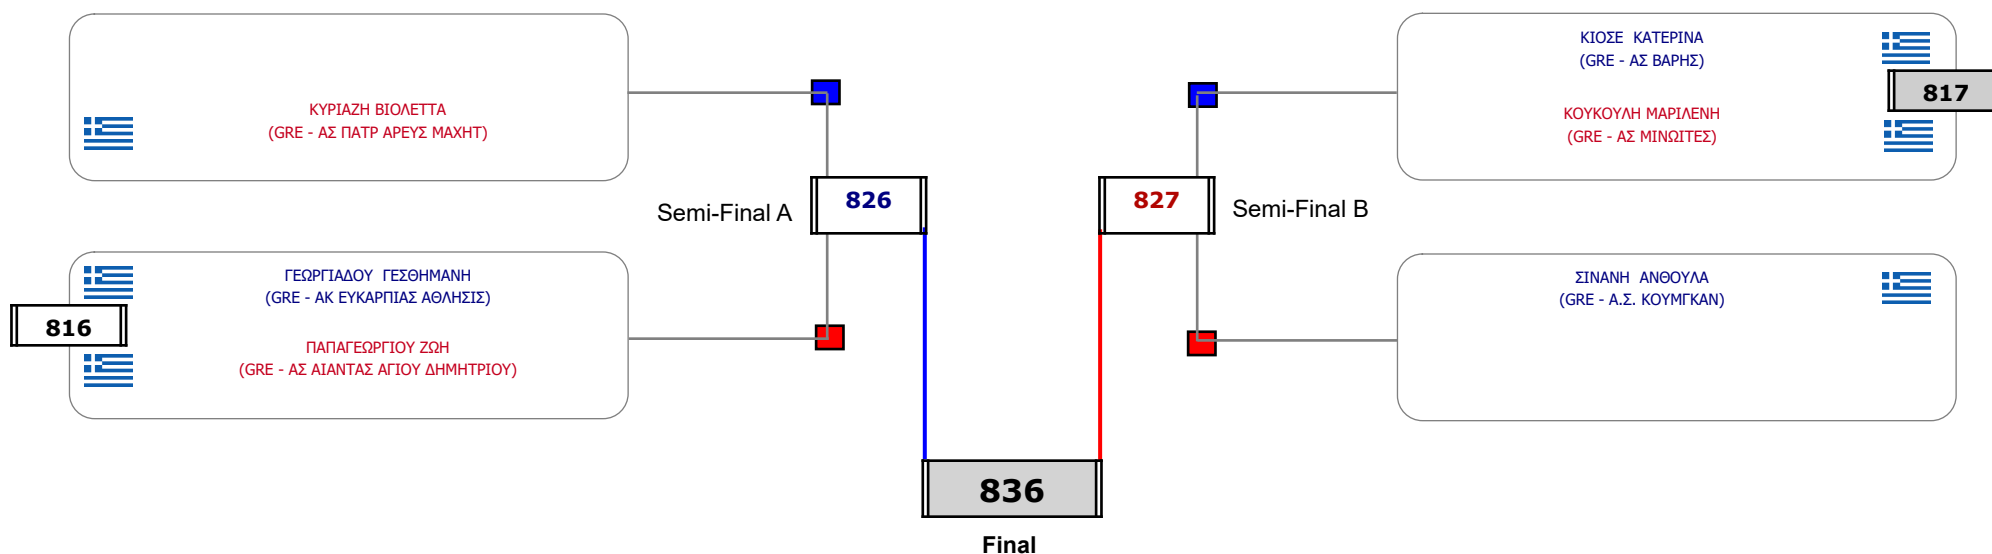 ΚΥΡΙΑΖΗ ΒΙΟΛΕΤΤΑ
(GRE - ΑΣ ΠΑΤΡ ΑΡΕΥΣ ΜΑΧΗΤ)
Semi-Final A
826
816
ΓΕΩΡΓΙΑΔΟΥ ΓΕΣΘΗΜΑΝΗ
(GRE - ΑΚ ΕΥΚΑΡΠΙΑΣ ΑΘΛΗΣΙΣ)
ΠΑΠΑΓΕΩΡΓΙΟΥ ΖΩΗ
(GRE - ΑΣ ΑΙΑΝΤΑΣ ΑΓΙΟΥ ΔΗΜΗΤΡΙΟΥ)
ΚΙΟΣΕ ΚΑΤΕΡΙΝΑ
(GRE - ΑΣ ΒΑΡΗΣ)
817
ΚΟΥΚΟΥΛΗ ΜΑΡΙΛΕΝΗ
(GRE - ΑΣ ΜΙΝΩΙΤΕΣ)
827
Semi-Final B
ΣΙΝΑΝΗ ΑΝΘΟΥΛΑ
(GRE - Α.Σ. ΚΟΥΜΓΚΑΝ)
836
Final